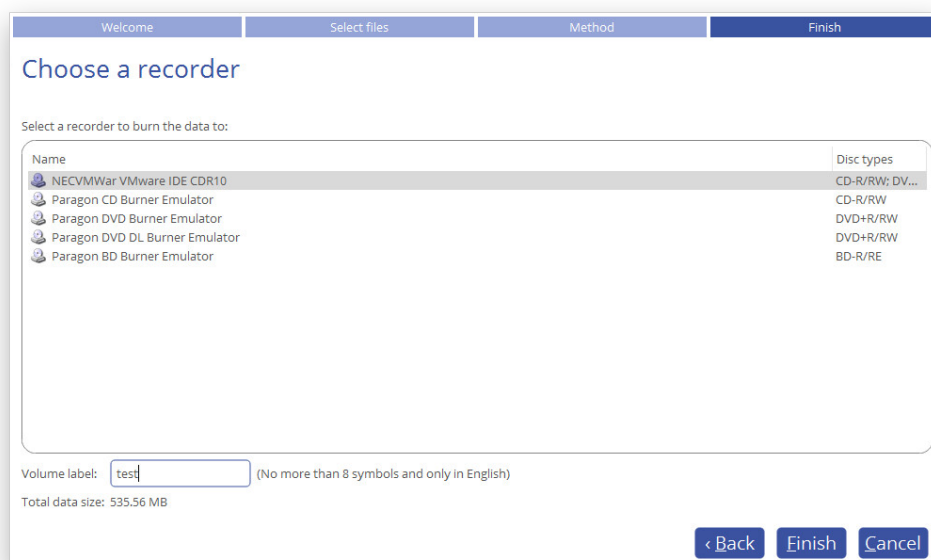 Welcome Select files Method Finish
Choose a recorder
Select a recorder to burn the data to:
Name Disc types
NECVMWar VMware IDE CDR10 CD-R/RW; DV...
Paragon CD Burner Emulator CD-R/RW
Paragon DVD Burner Emulator DVD+R/RW
Paragon DVD DL Burner Emulator DVD+R/RW
Paragon BD Burner Emulator BD-R/RE
Volume label: test (No more than 8 symbols and only in English)
Total data size: 535.56 MB
‹ Back Finish Cancel